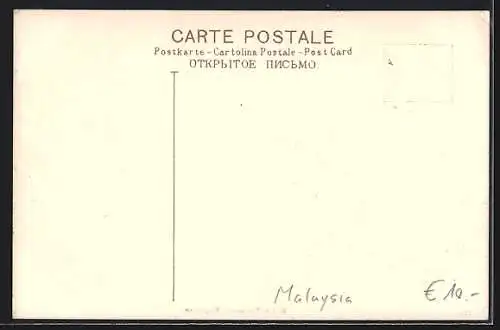 CARTE POSTALE
Postkarte - Cartolina Postale - Post Card
ОТКРЫТОЕ ПИСЬМО.
Malaysia
€ 10.-